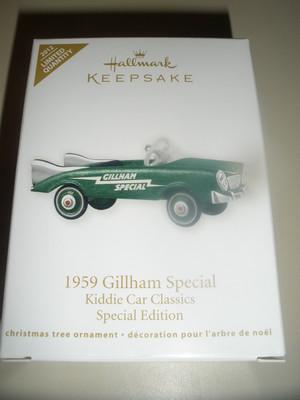 2012
LIMITED
QUANTITY
Hallmark
KEEPSAKE
GILLHAM
SPECIAL
1959 Gillham Special
Kiddie Car Classics
Special Edition
christmas tree ornament • décoration pour l'arbre de noël